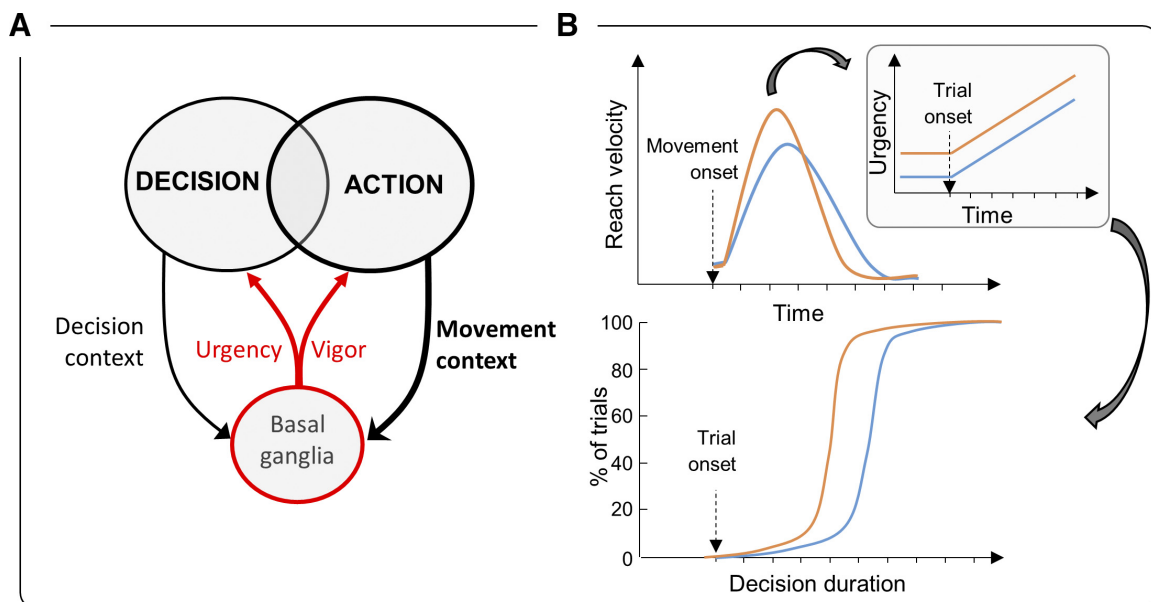 A
DECISION
ACTION
Decision
context
Urgency
Vigor
Movement
context
Basal
ganglia
B
Reach velocity
Movement
onset
Time
Urgency
Trial
onset
Time
% of trials
100
80
60
40
20
0
Trial
onset
Decision duration